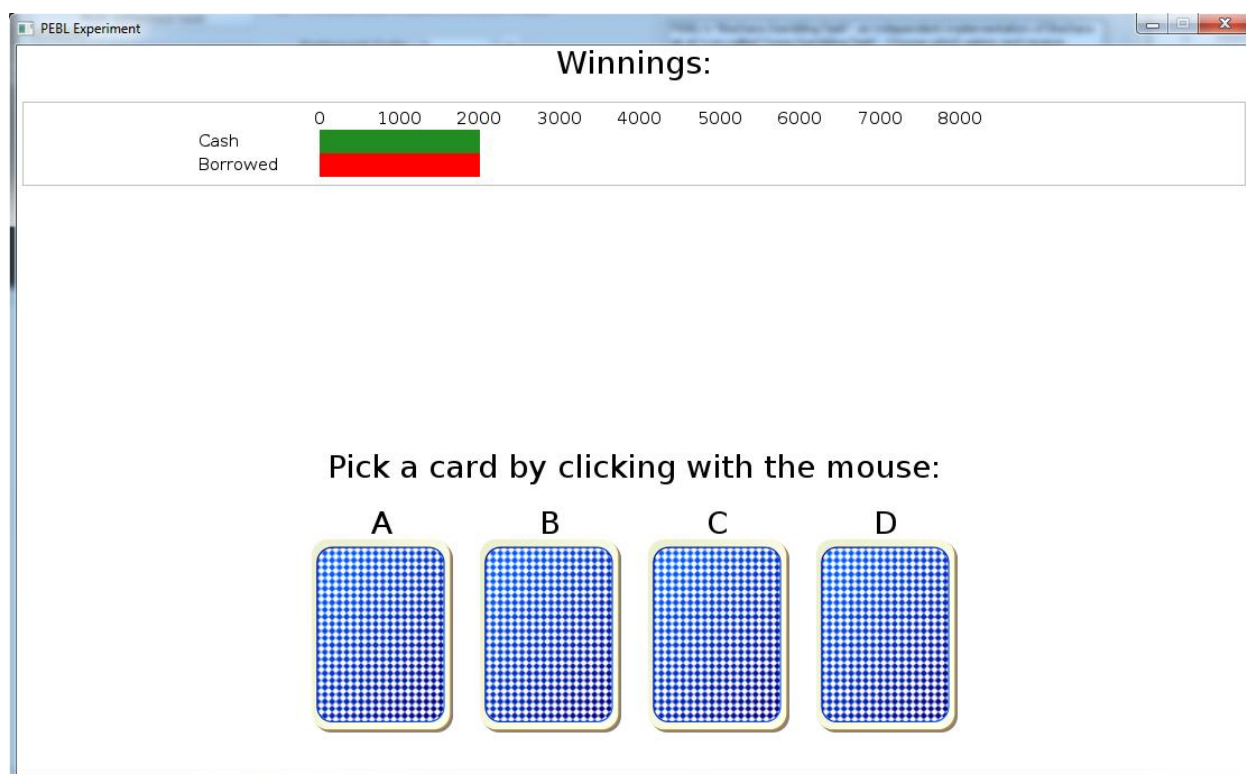 PEBL Experiment
Winnings:
0 1000 2000 3000 4000 5000 6000 7000 8000
Cash
Borrowed
Pick a card by clicking with the mouse:
A B C D